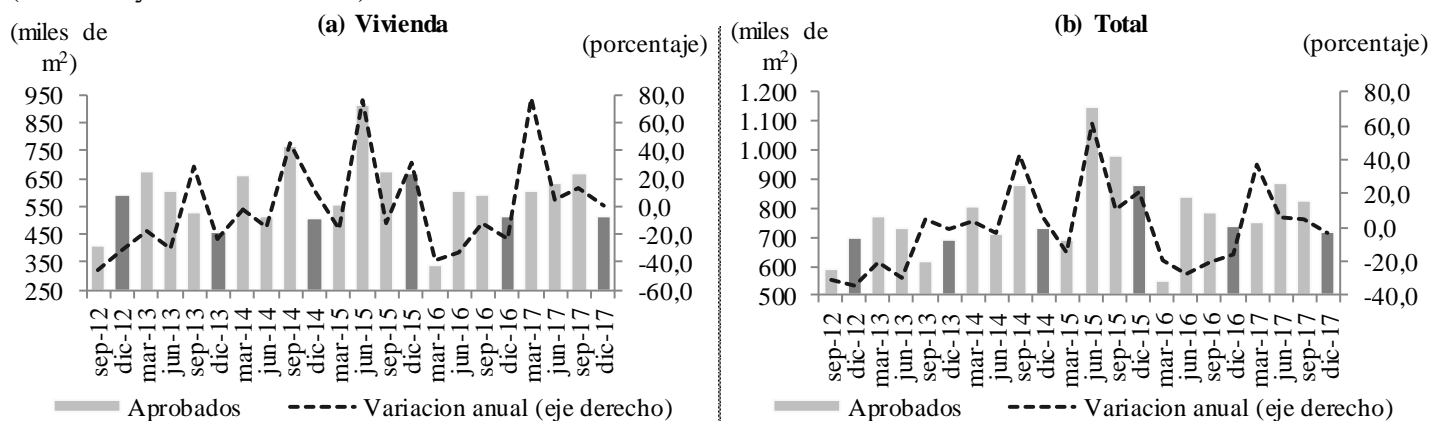 (a) Vivienda
(miles de
m²)
(porcentaje)
950
850
750
650
550
450
350
250
80,0
60,0
40,0
20,0
0,0
-20,0
-40,0
-60,0
sep-12
dic-12
mar-13
jun-13
sep-13
dic-13
mar-14
jun-14
sep-14
dic-14
mar-15
jun-15
sep-15
dic-15
mar-16
jun-16
sep-16
dic-16
mar-17
jun-17
sep-17
dic-17
Aprobados
Variacion anual (eje derecho)
(b) Total
(miles de
m²)
(porcentaje)
1.200
1.100
1.000
900
800
700
600
500
80,0
60,0
40,0
20,0
0,0
-20,0
-40,0
sep-12
dic-12
mar-13
jun-13
sep-13
dic-13
mar-14
jun-14
sep-14
dic-14
mar-15
jun-15
sep-15
dic-15
mar-16
jun-16
sep-16
dic-16
mar-17
jun-17
sep-17
dic-17
Aprobados
Variacion anual (eje derecho)